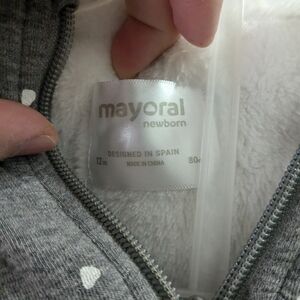 mayoral
newborn
DESIGNED IN SPAIN
12m MADE IN CHINA 80